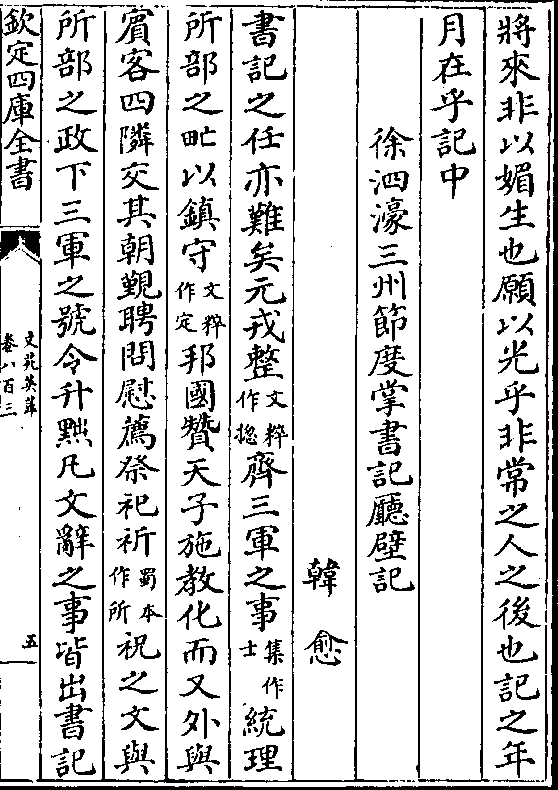 將來非以媚生也願以光乎非常之人之後也記之年
月在乎記中
徐泗濠三州節度掌書記廳壁記
韓愈
書記之任亦難矣元戎整文粹作揔齊三軍之事集作士統理
所部之甿以鎮守文粹作定邦國贊天子施教化而又外與
賔客四隣交其朝覲聘問慰薦祭祀祈蜀本作所祝之文與
所部之政下三軍之號令升黜凡文辭之事皆出書記
欽定四庫全書
文苑英華
卷八百三
五